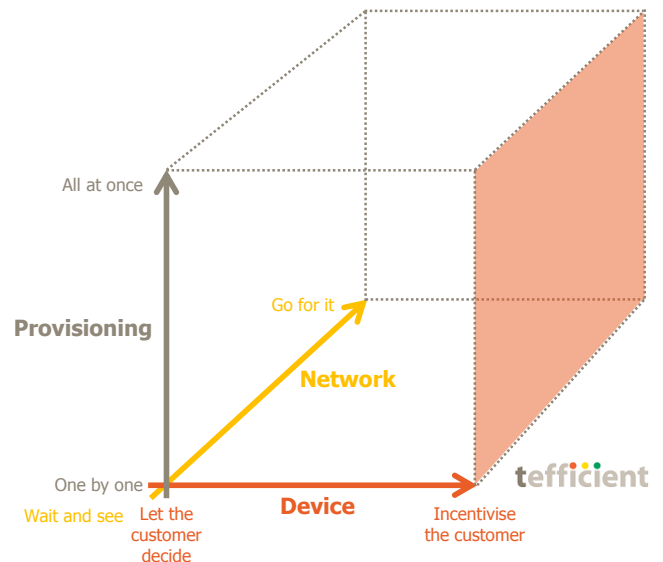 All at once
Go for it
Provisioning
Network
One by one
tefficient
Wait and see
Let the
customer
decide
Device
Incentivise
the customer